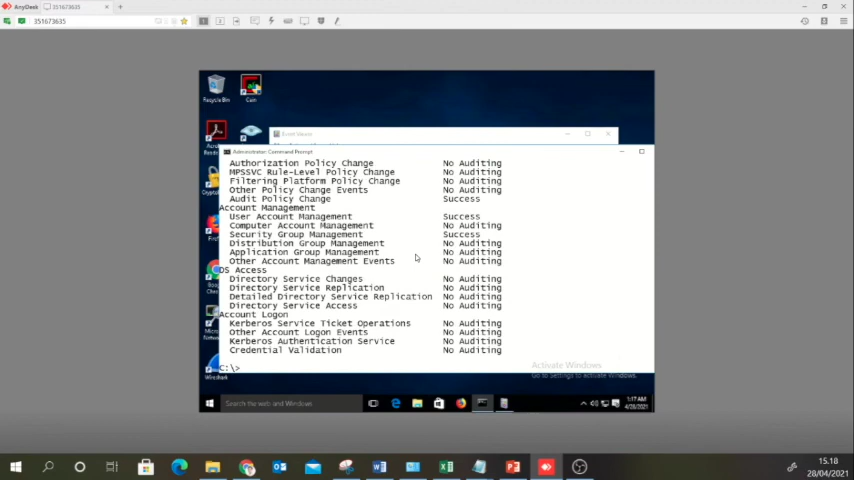 AnyDesk
351673635
351673635
Recycle Bin
Cain
Event Viewer
Administrator: Command Prompt
Authorization Policy Change No Auditing
MPSSVC Rule-Level Policy Change No Auditing
Filtering Platform Policy Change No Auditing
Other Policy Change Events No Auditing
Audit Policy Change Success
Account Management
User Account Management Success
Computer Account Management No Auditing
Security Group Management Success
Distribution Group Management No Auditing
Application Group Management No Auditing
Other Account Management Events No Auditing
DS Access
Directory Service Changes No Auditing
Directory Service Replication No Auditing
Detailed Directory Service Replication No Auditing
Directory Service Access No Auditing
Account Logon
Kerberos Service Ticket Operations No Auditing
Other Account Logon Events No Auditing
Kerberos Authentication Service No Auditing
Credential Validation No Auditing
C:\>
Wireshark
Activate Windows
Go to Settings to activate Windows.
Search the web and Windows
1:17 AM
4/28/2021
15.18
28/04/2021